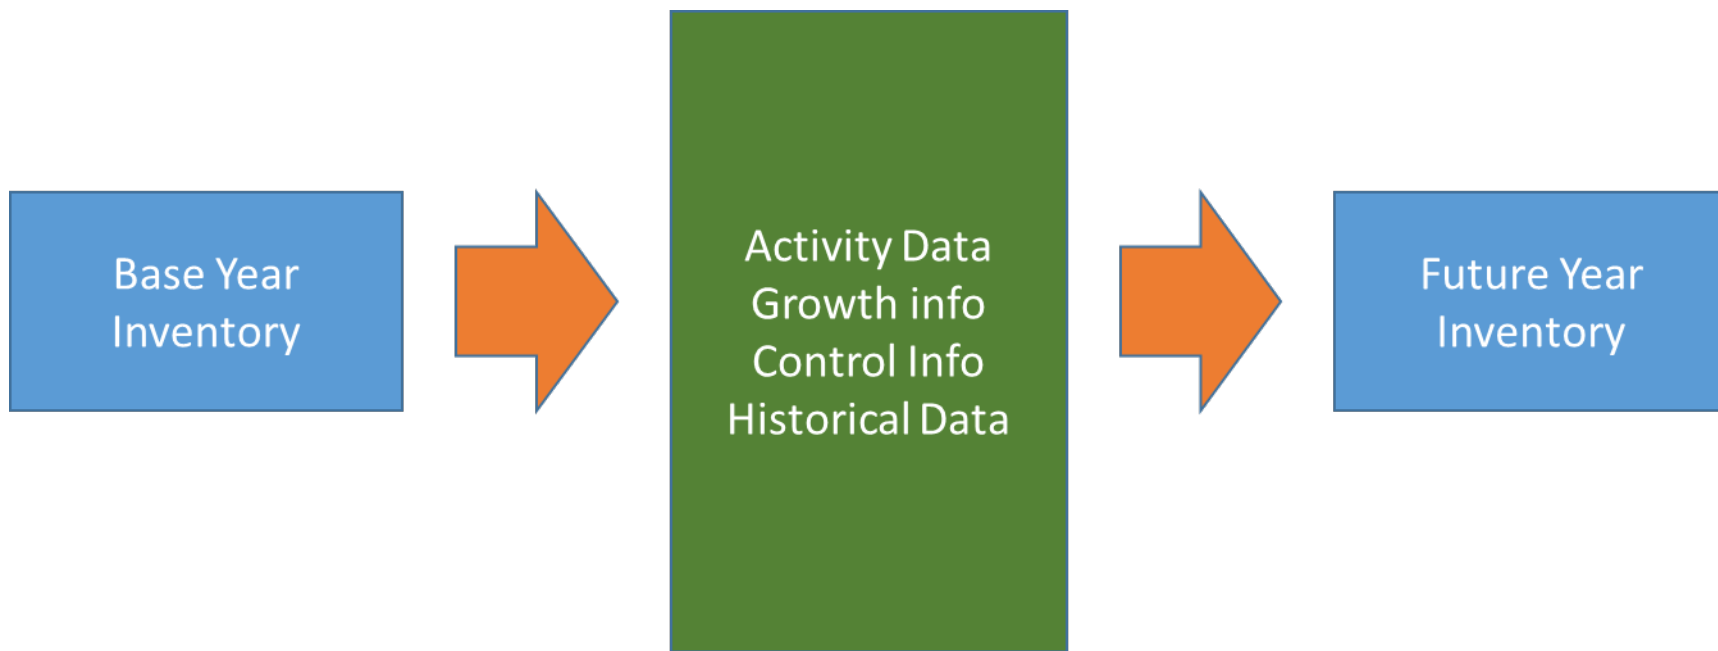 Base Year
Inventory
Activity Data
Growth info
Control Info
Historical Data
Future Year
Inventory